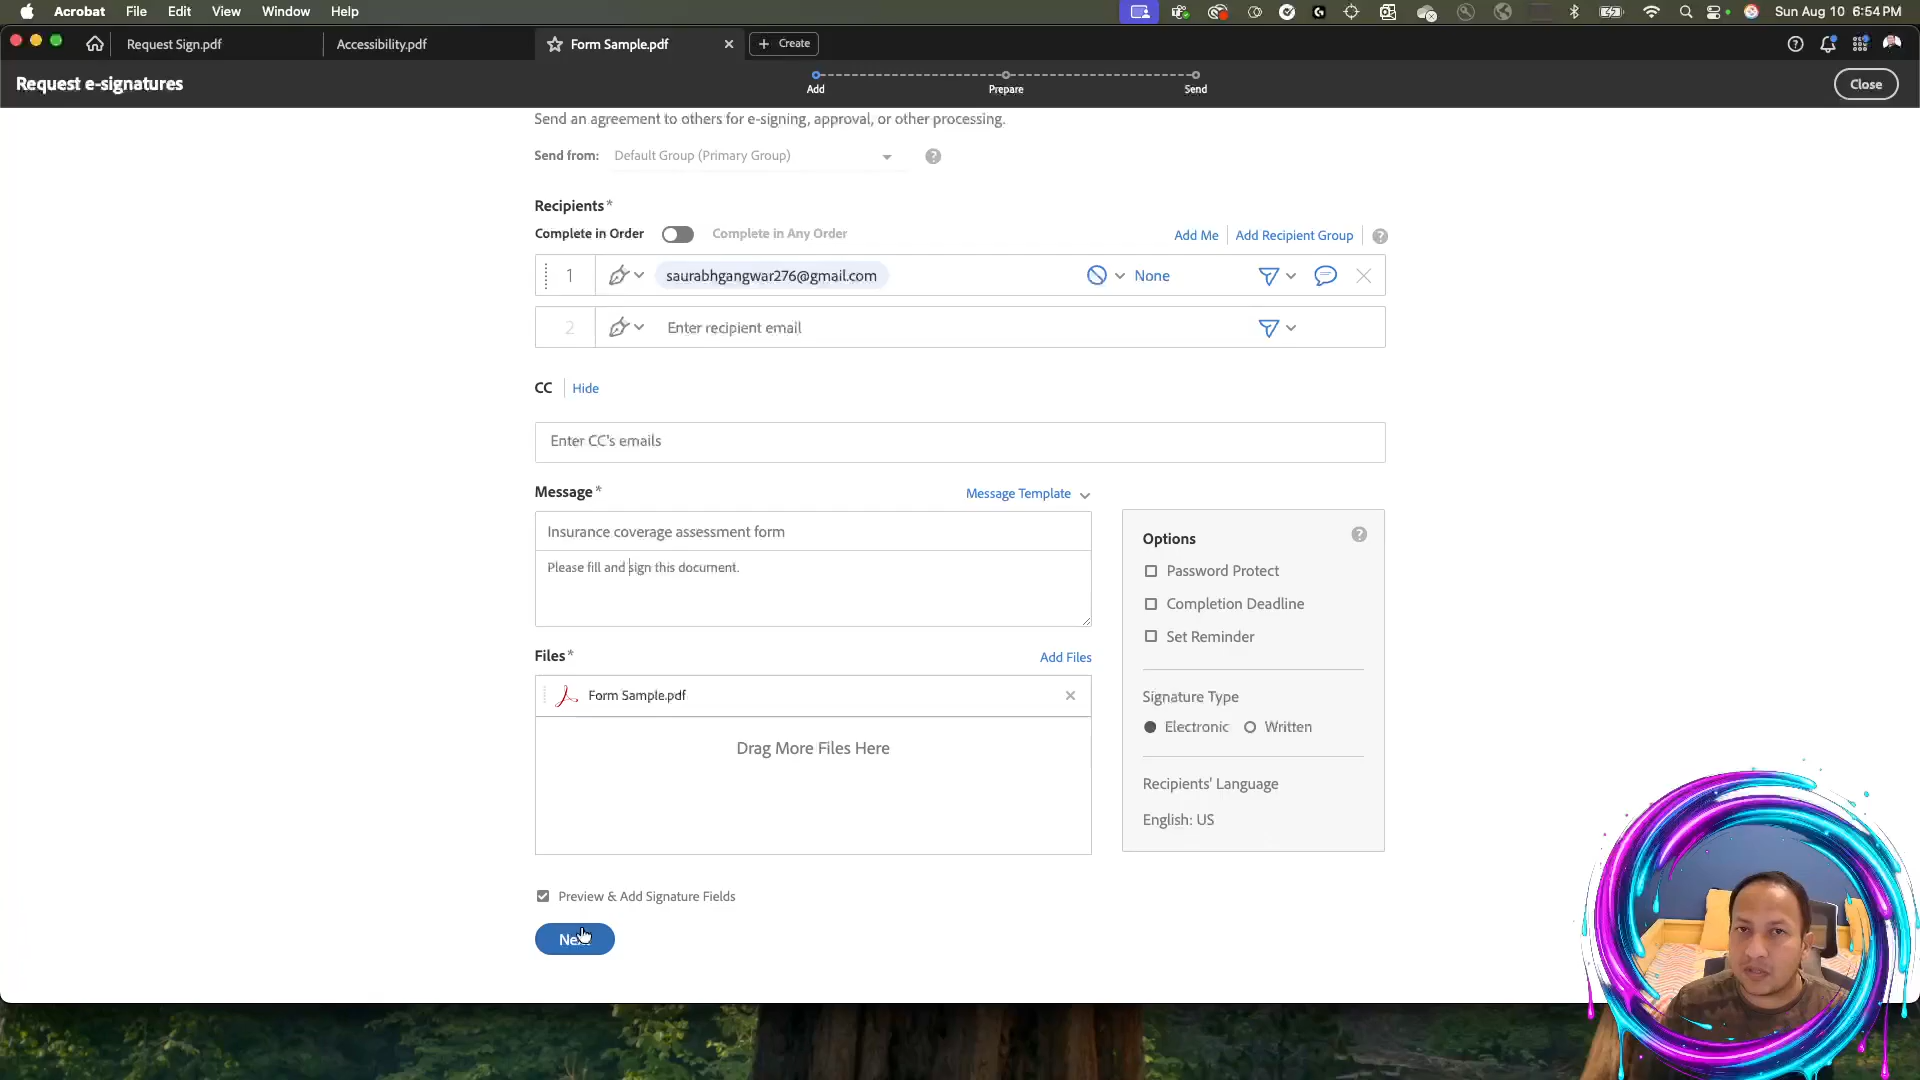 Acrobat File Edit View Window Help Sun Aug 10 6:54 PM
Request Sign.pdf Accessibility.pdf Form Sample.pdf Create
Request e-signatures Add Prepare Send Close
Send an agreement to others for e-signing, approval, or other processing.
Send from: Default Group (Primary Group)
Recipients*
Complete in Order Complete in Any Order Add Me Add Recipient Group
1 saurabhgangwar276@gmail.com None
2 Enter recipient email
CC Hide
Enter CC's emails
Message* Message Template
Insurance coverage assessment form
Please fill and sign this document.
Options
Password Protect
Completion Deadline
Set Reminder
Files* Add Files
Form Sample.pdf
Drag More Files Here
Signature Type
Electronic Written
Recipients' Language
English: US
Preview & Add Signature Fields